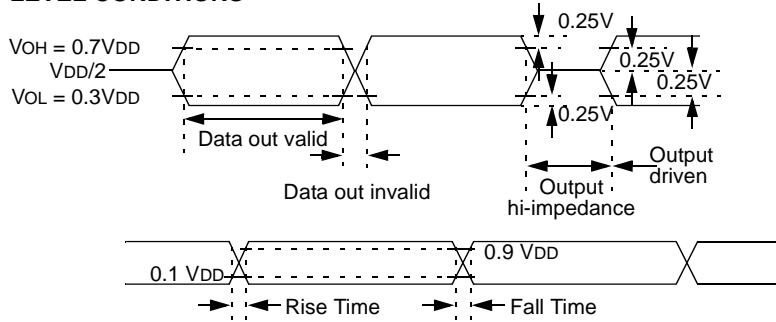 LEVEL CONDITIONS
0.25V
VOH = 0.7VDD
VDD/2
0.25V
0.25V
VOL = 0.3VDD
0.25V
Data out valid
Output
driven
Data out invalid
Output
hi-impedance
0.9 VDD
0.1 VDD
Rise Time
Fall Time